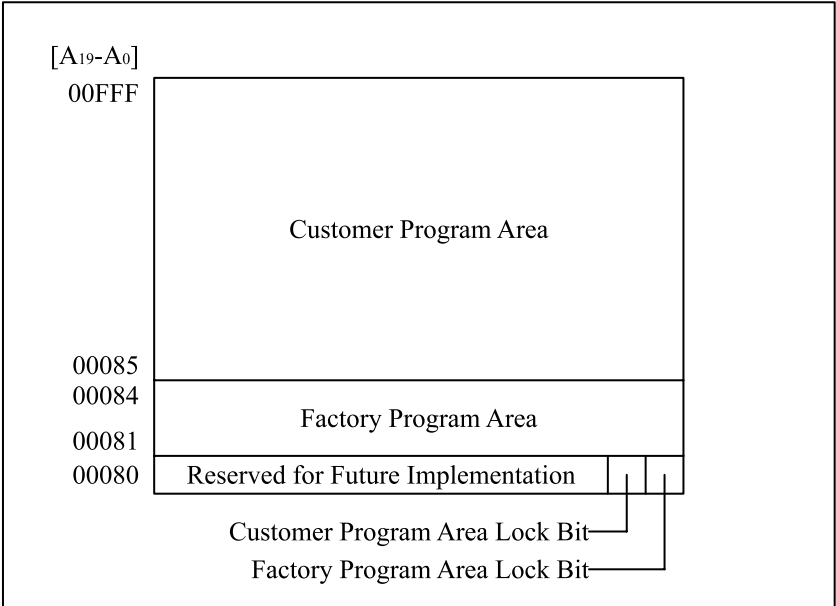 [A19-A0]
00FFF
Customer Program Area
00085
00084
Factory Program Area
00081
00080 Reserved for Future Implementation
Customer Program Area Lock Bit
Factory Program Area Lock Bit